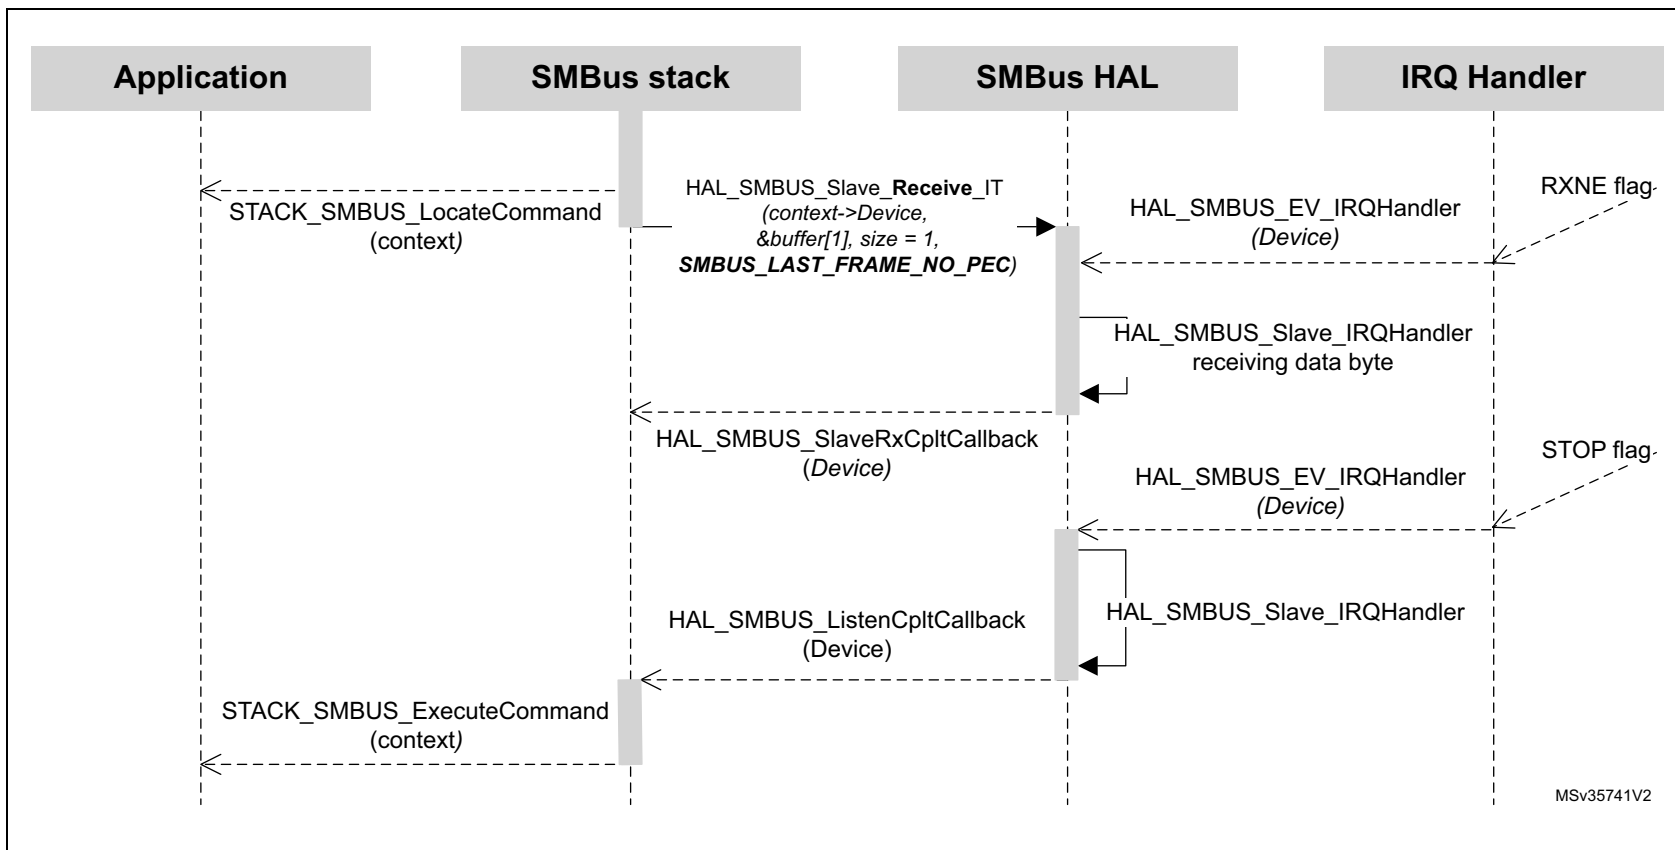 Application
SMBus stack
SMBus HAL
IRQ Handler
STACK_SMBUS_LocateCommand
(context)
HAL_SMBUS_Slave_Receive_IT
(context->Device,
&buffer[1], size = 1,
SMBUS_LAST_FRAME_NO_PEC)
HAL_SMBUS_EV_IRQHandler
(Device)
RXNE flag
HAL_SMBUS_Slave_IRQHandler
receiving data byte
HAL_SMBUS_SlaveRxCpltCallback
(Device)
HAL_SMBUS_EV_IRQHandler
(Device)
STOP flag
HAL_SMBUS_Slave_IRQHandler
HAL_SMBUS_ListenCpltCallback
(Device)
STACK_SMBUS_ExecuteCommand
(context)
MSv35741V2